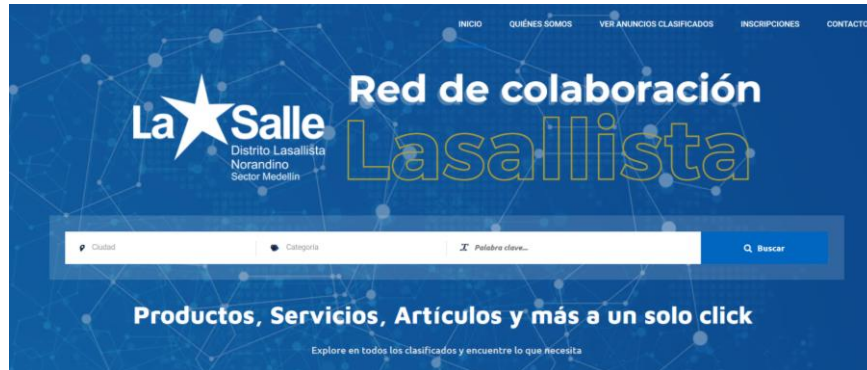 INICIO QUIÉNES SOMOS VER ANUNCIOS CLASIFICADOS INSCRIPCIONES CONTACTO
La Salle
Distrito Lasallista
Norandino
Sector Medellín
Red de colaboración
Lasallista
Ciudad Categoría Palabra clave... Buscar
Productos, Servicios, Artículos y más a un solo click
Explore en todos los clasificados y encuentre lo que necesita